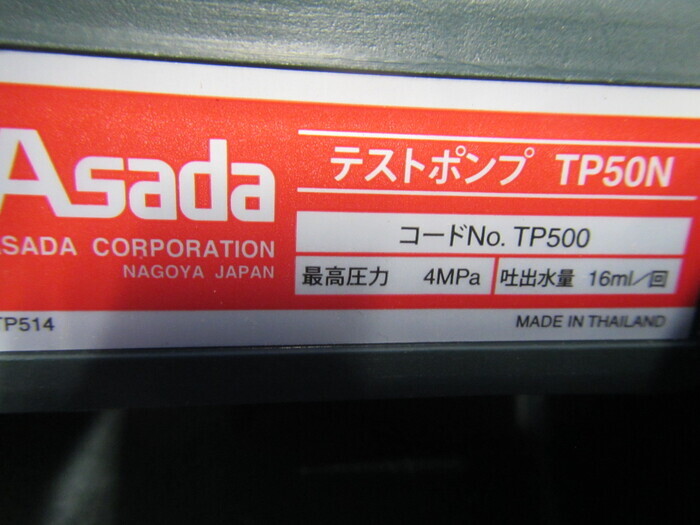 Asada
ASADA CORPORATION
NAGOYA JAPAN
テストポンプ TP50N
コードNo. TP500
最高圧力 4MPa 吐出水量 16ml/回
TP514
MADE IN THAILAND